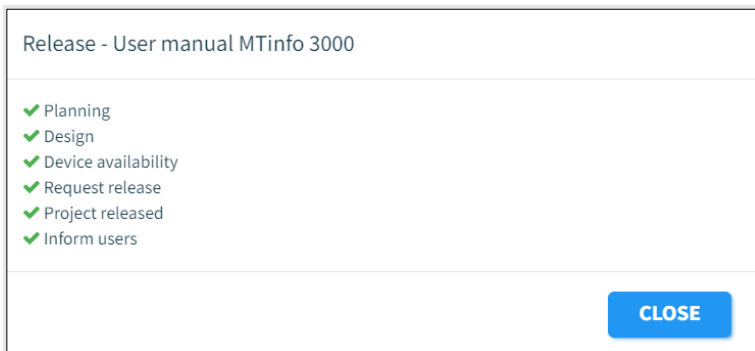 Release - User manual MTinfo 3000
Planning
Design
Device availability
Request release
Project released
Inform users
CLOSE